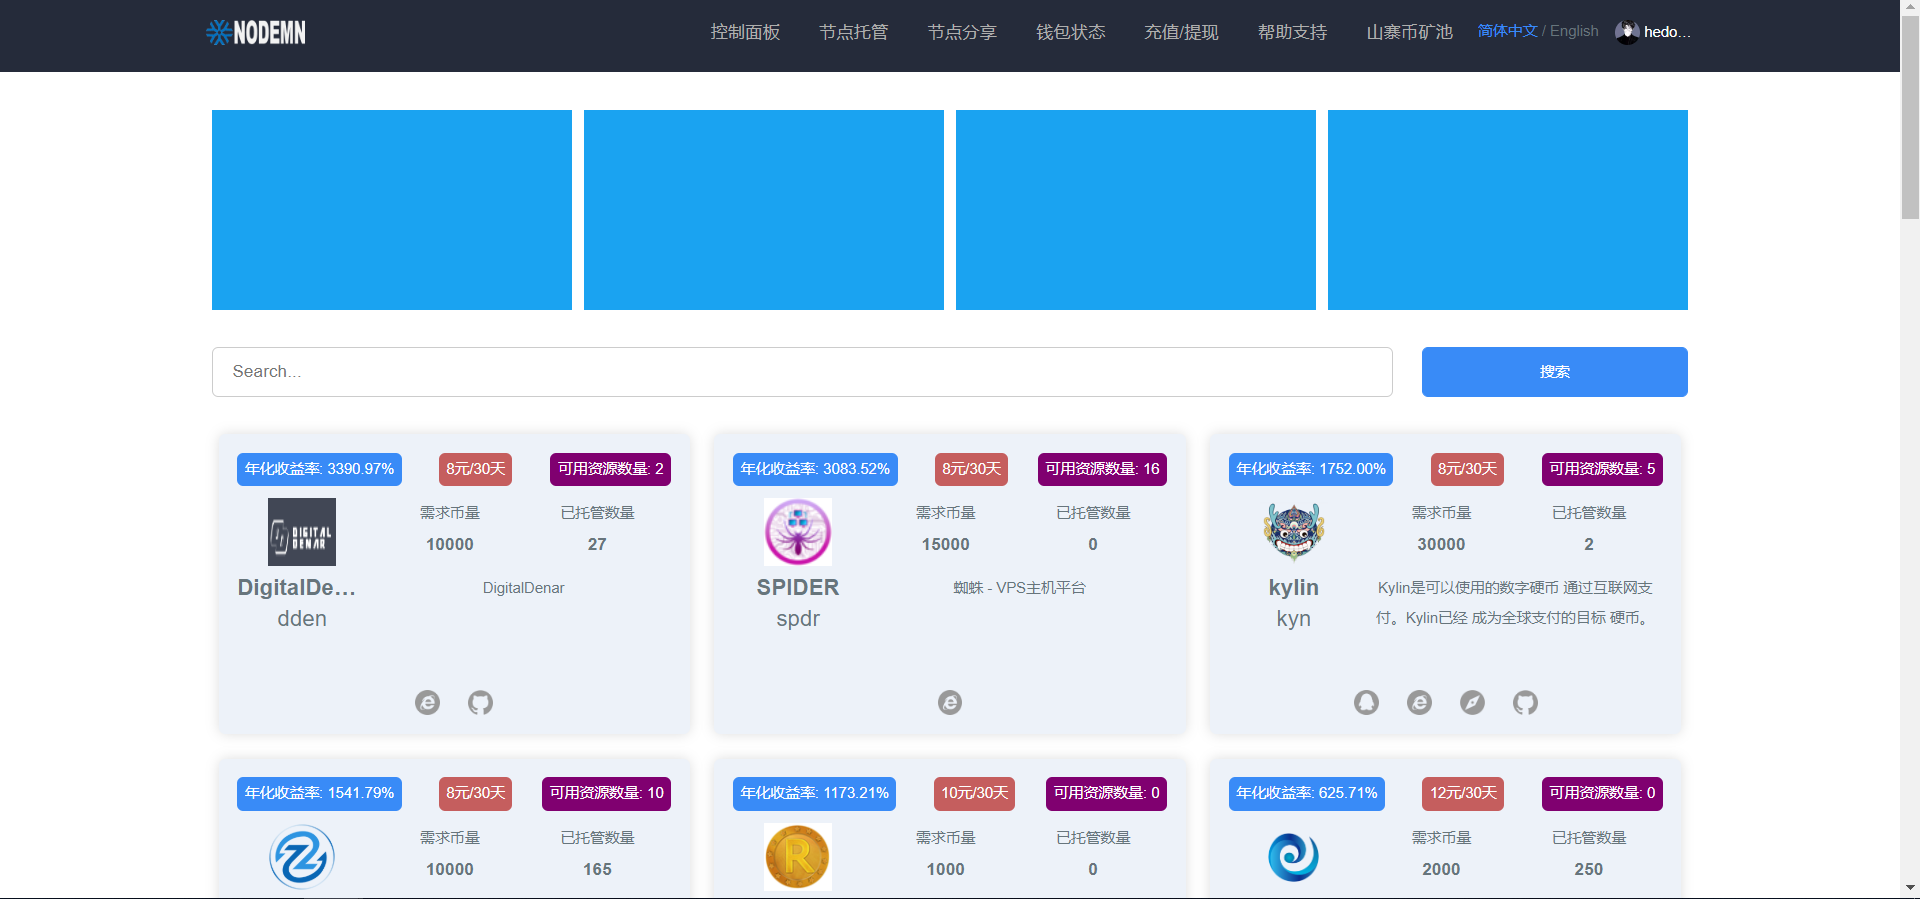 NODEMN 控制面板 节点托管 节点分享 钱包状态 充值/提现 帮助支持 山寨币矿池 简体中文 / English hedo...
Search... 搜索
年化收益率: 3390.97% 8元/30天 可用资源数量: 2
DIGITAL DENAR
需求币量 已托管数量
10000 27
DigitalDe... DigitalDenar
dden
年化收益率: 3083.52% 8元/30天 可用资源数量: 16
需求币量 已托管数量
15000 0
SPIDER 蜘蛛 - VPS主机平台
spdr
年化收益率: 1752.00% 8元/30天 可用资源数量: 5
需求币量 已托管数量
30000 2
kylin Kylin是可以使用的数字硬币 通过互联网支
kyn 付。Kylin已经 成为全球支付的目标 硬币。
年化收益率: 1541.79% 8元/30天 可用资源数量: 10
需求币量 已托管数量
10000 165
年化收益率: 1173.21% 10元/30天 可用资源数量: 0
R
需求币量 已托管数量
1000 0
年化收益率: 625.71% 12元/30天 可用资源数量: 0
需求币量 已托管数量
2000 250